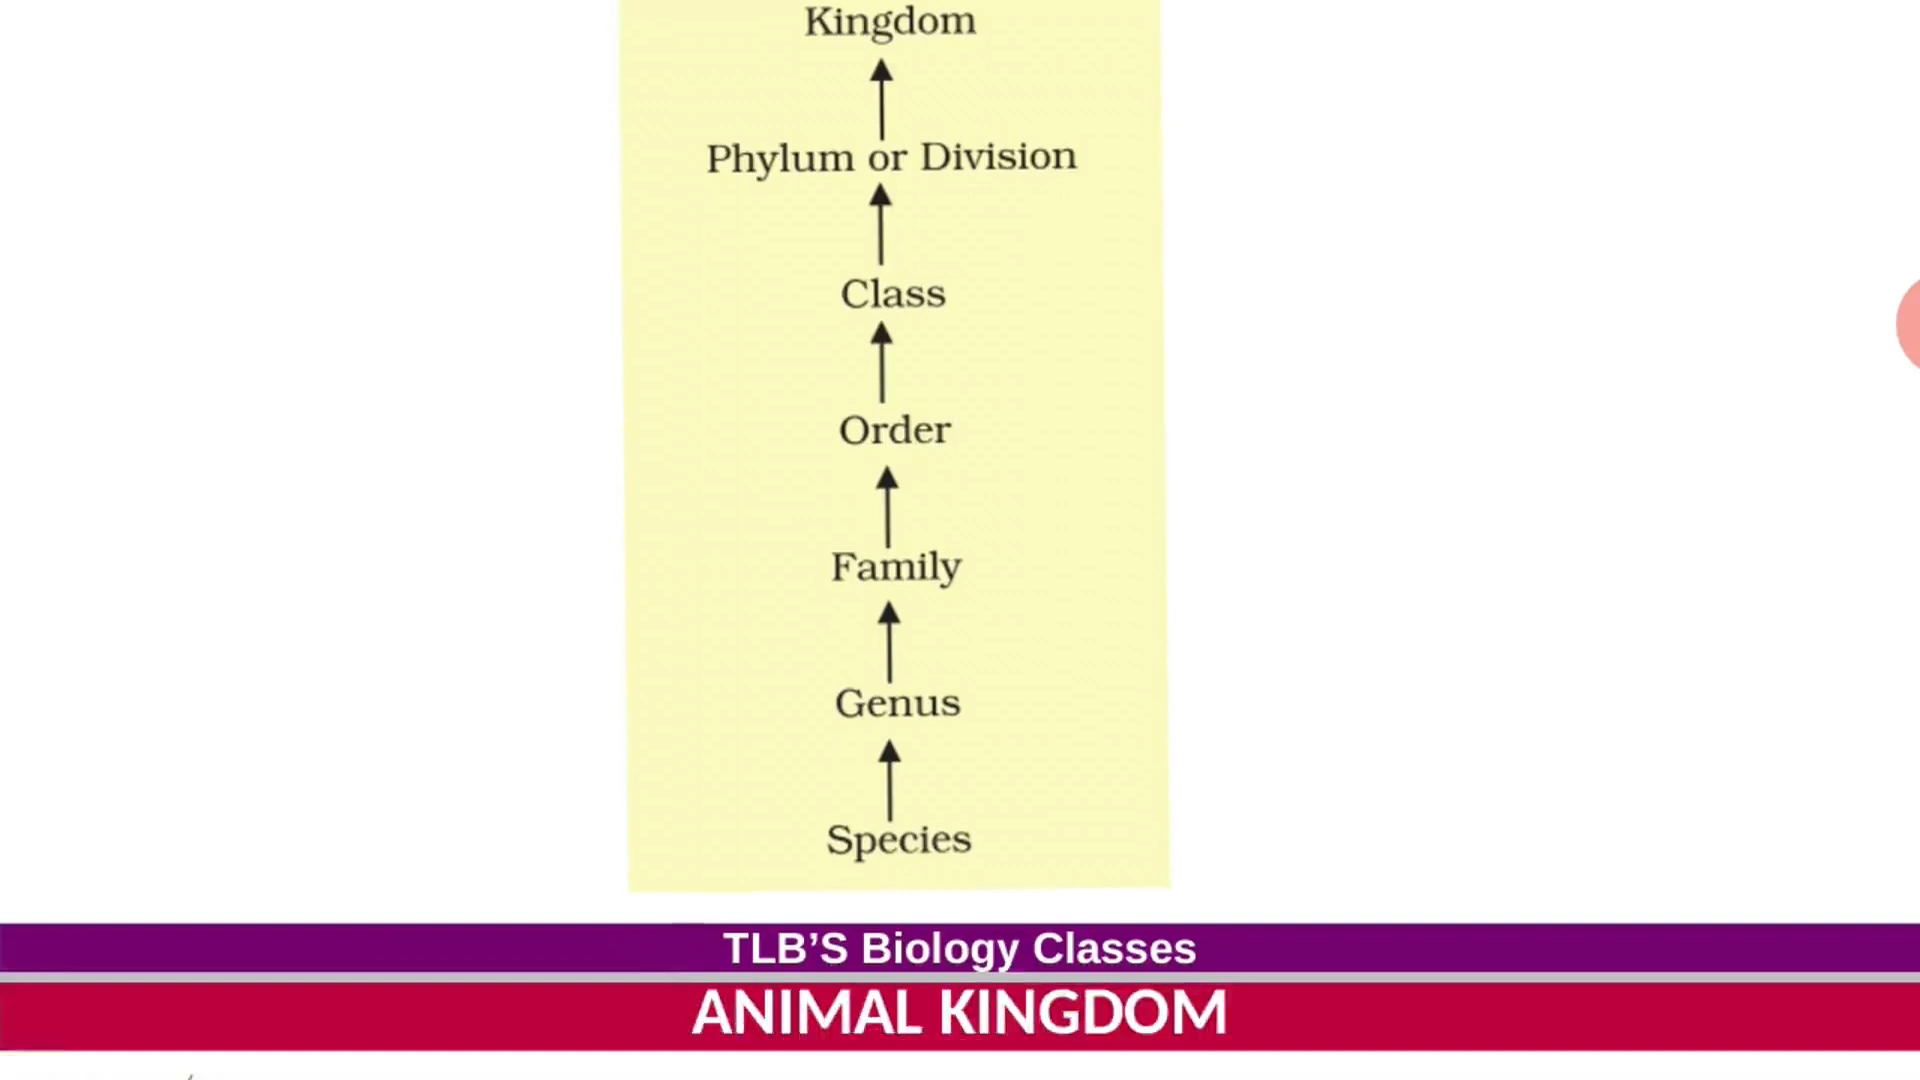 Kingdom
Phylum or Division
Class
Order
Family
Genus
Species
TLB’S Biology Classes
ANIMAL KINGDOM